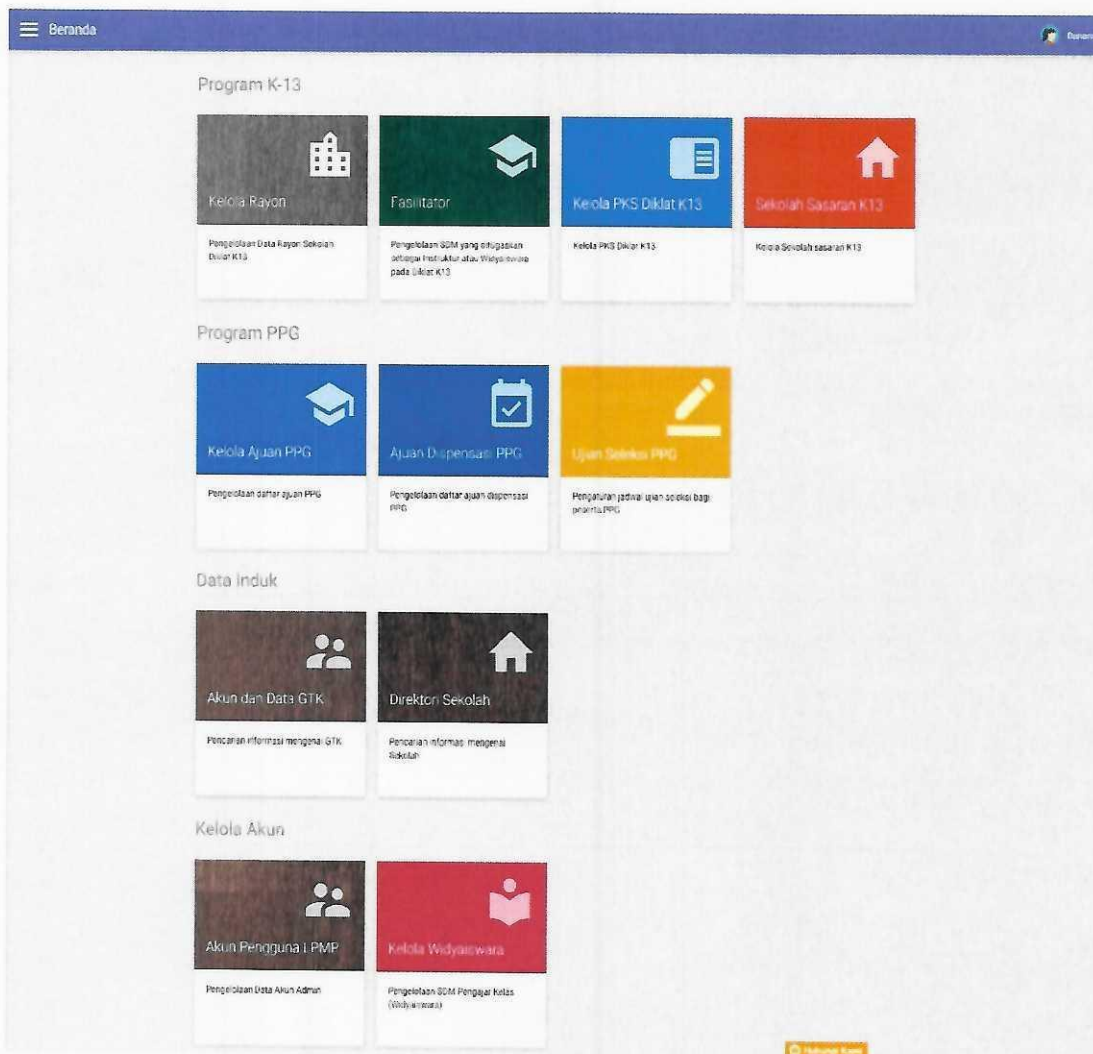 Beranda
Program K-13
Kelola Rayon
Fasilitator
Kelola PKS Diklat K13
Sekolah Sasaran K13
Pengelolaan Data Rayon Sekolah
Diklat K13
Pengelolaan SDM yang ditugaskan
sebagai Instruktur atau Widyaiswara
pada Diklat K13
Kelola PKS Diklat K13
Kelola Sekolah sasaran K13
Program PPG
Kelola Ajuan PPG
Ajuan Dispensasi PPG
Ujian Seleksi PPG
Pengelolaan daftar ajuan PPG
Pengelolaan daftar ajuan dispensasi
PPG
Pengaturan jadwal ujian seleksi bagi
peserta PPG
Data Induk
Akun dan Data GTK
Direktori Sekolah
Pencarian informasi mengenai GTK
Pencarian informasi mengenai
Sekolah
Kelola Akun
Akun Pengguna LPMP
Kelola Widyaiswara
Pengelolaan Data Akun Admin
Pengelolaan SDM Pengajar Kelas
(Widyaiswara)
Hubungi Kami